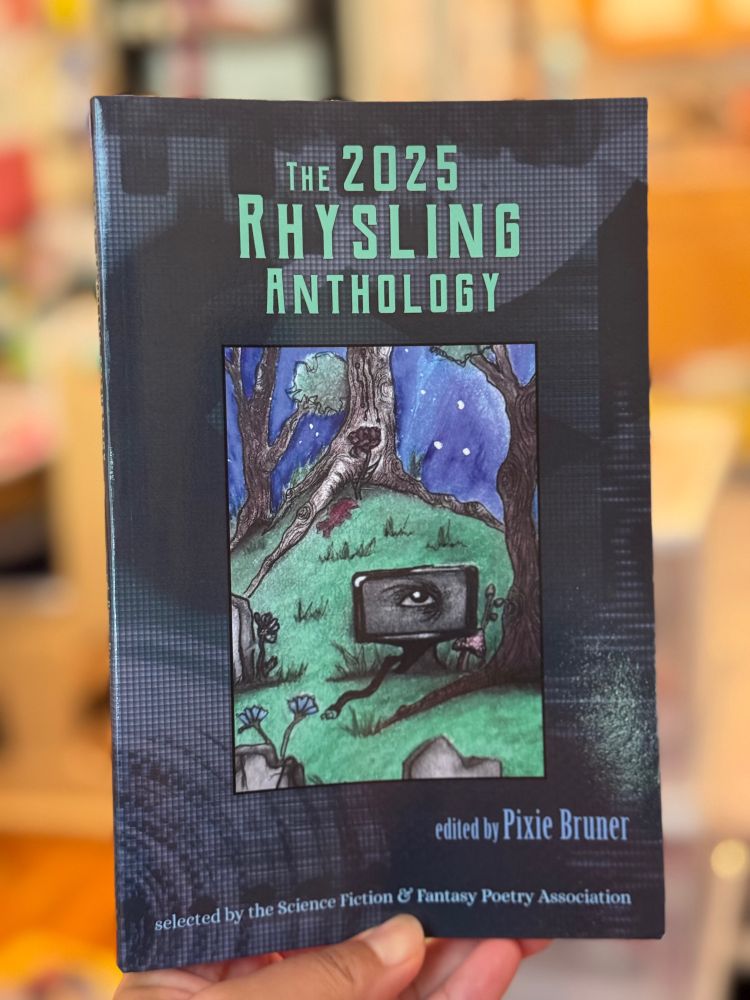 The 2025
Rhysling
Anthology
edited by Pixie Bruner
selected by the Science Fiction & Fantasy Poetry Association